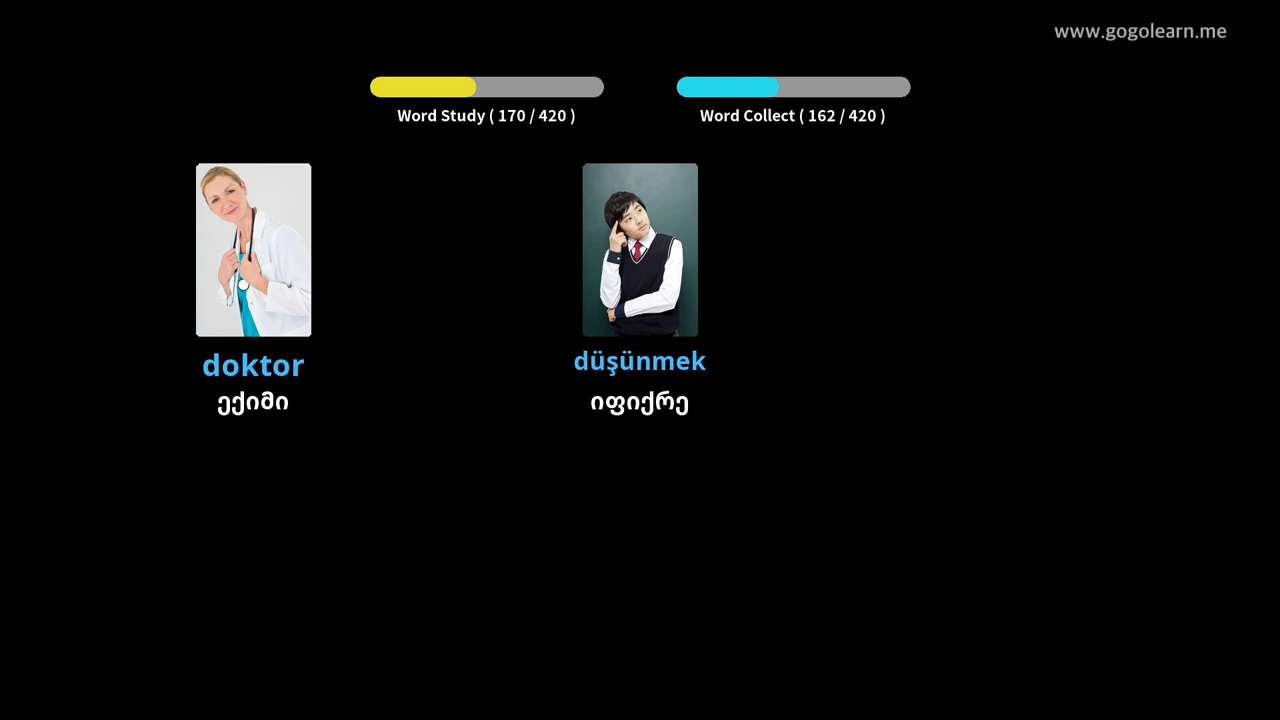 www.gogolearn.me
Word Study ( 170 / 420 )
Word Collect ( 162 / 420 )
doktor
ექიმი
düşünmek
იფიქრე